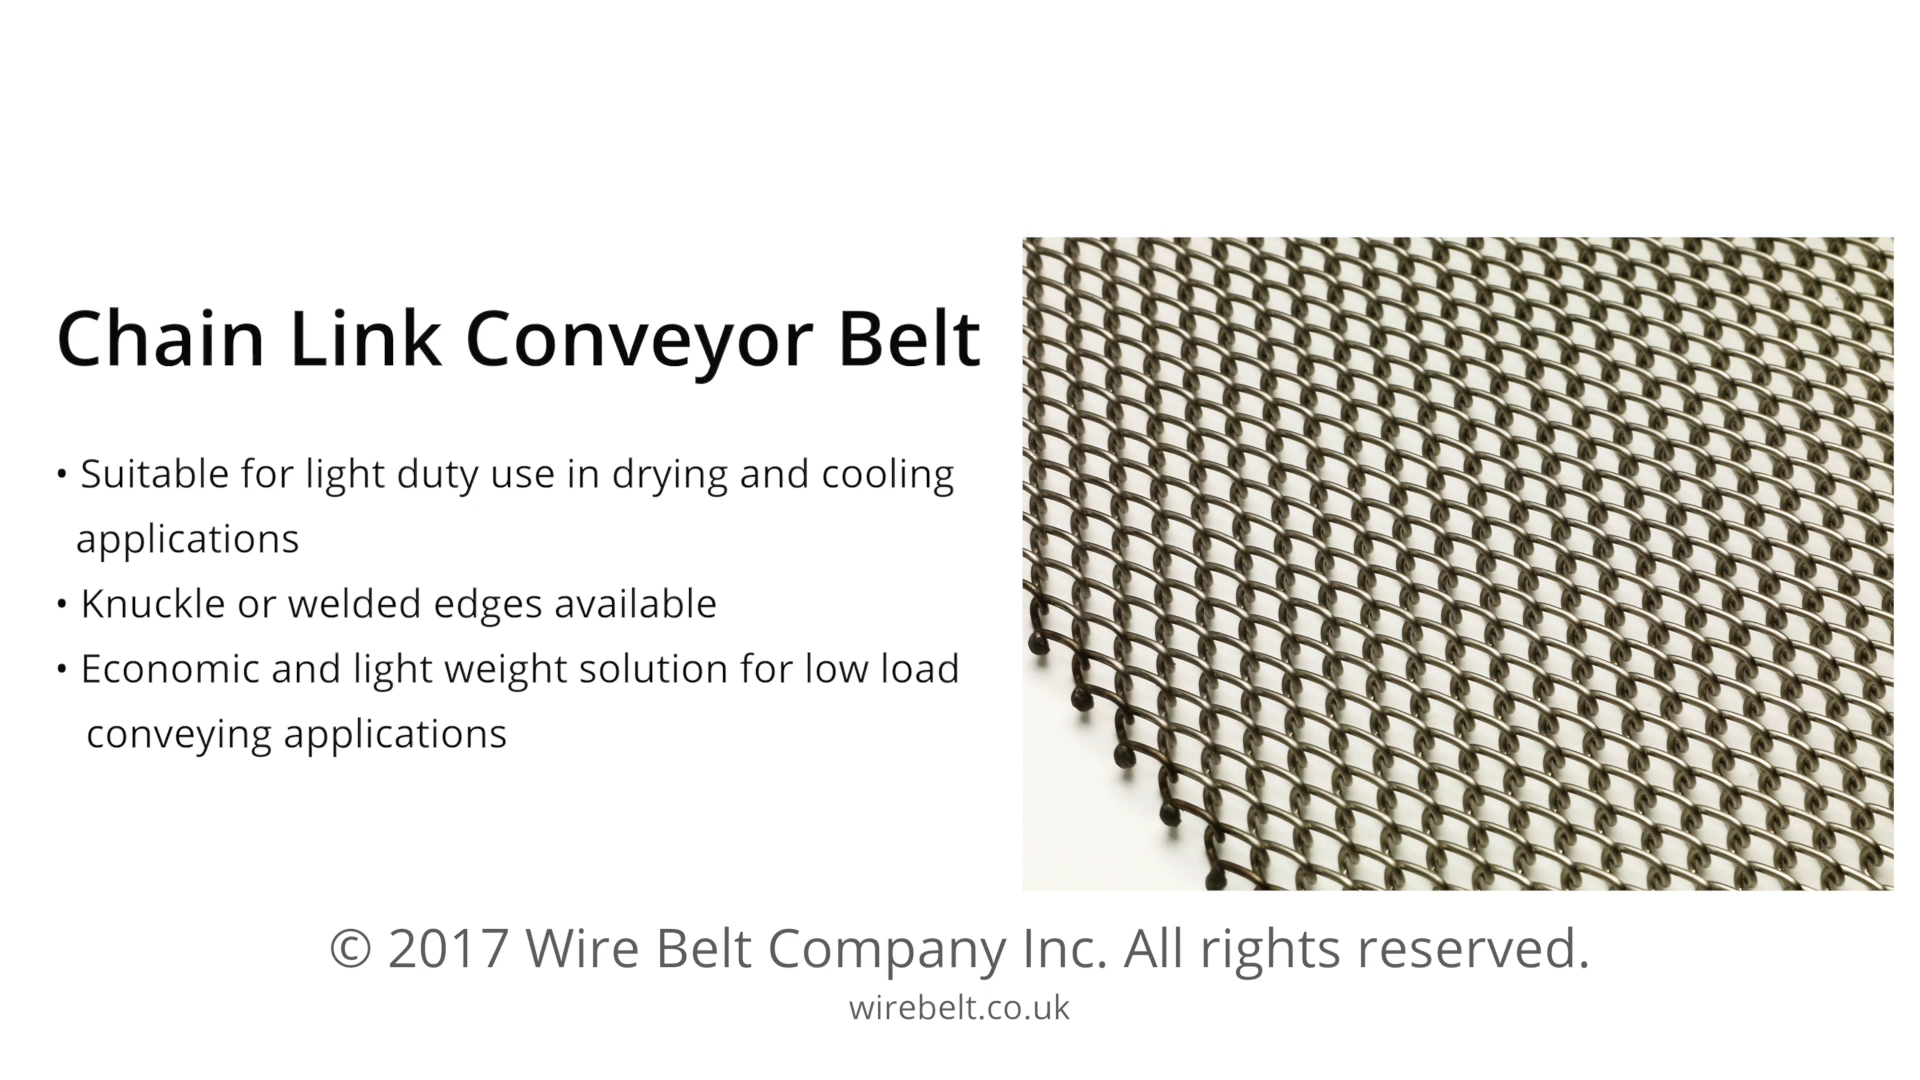 Chain Link Conveyor Belt
• Suitable for light duty use in drying and cooling
applications
• Knuckle or welded edges available
• Economic and light weight solution for low load
conveying applications
© 2017 Wire Belt Company Inc. All rights reserved.
wirebelt.co.uk